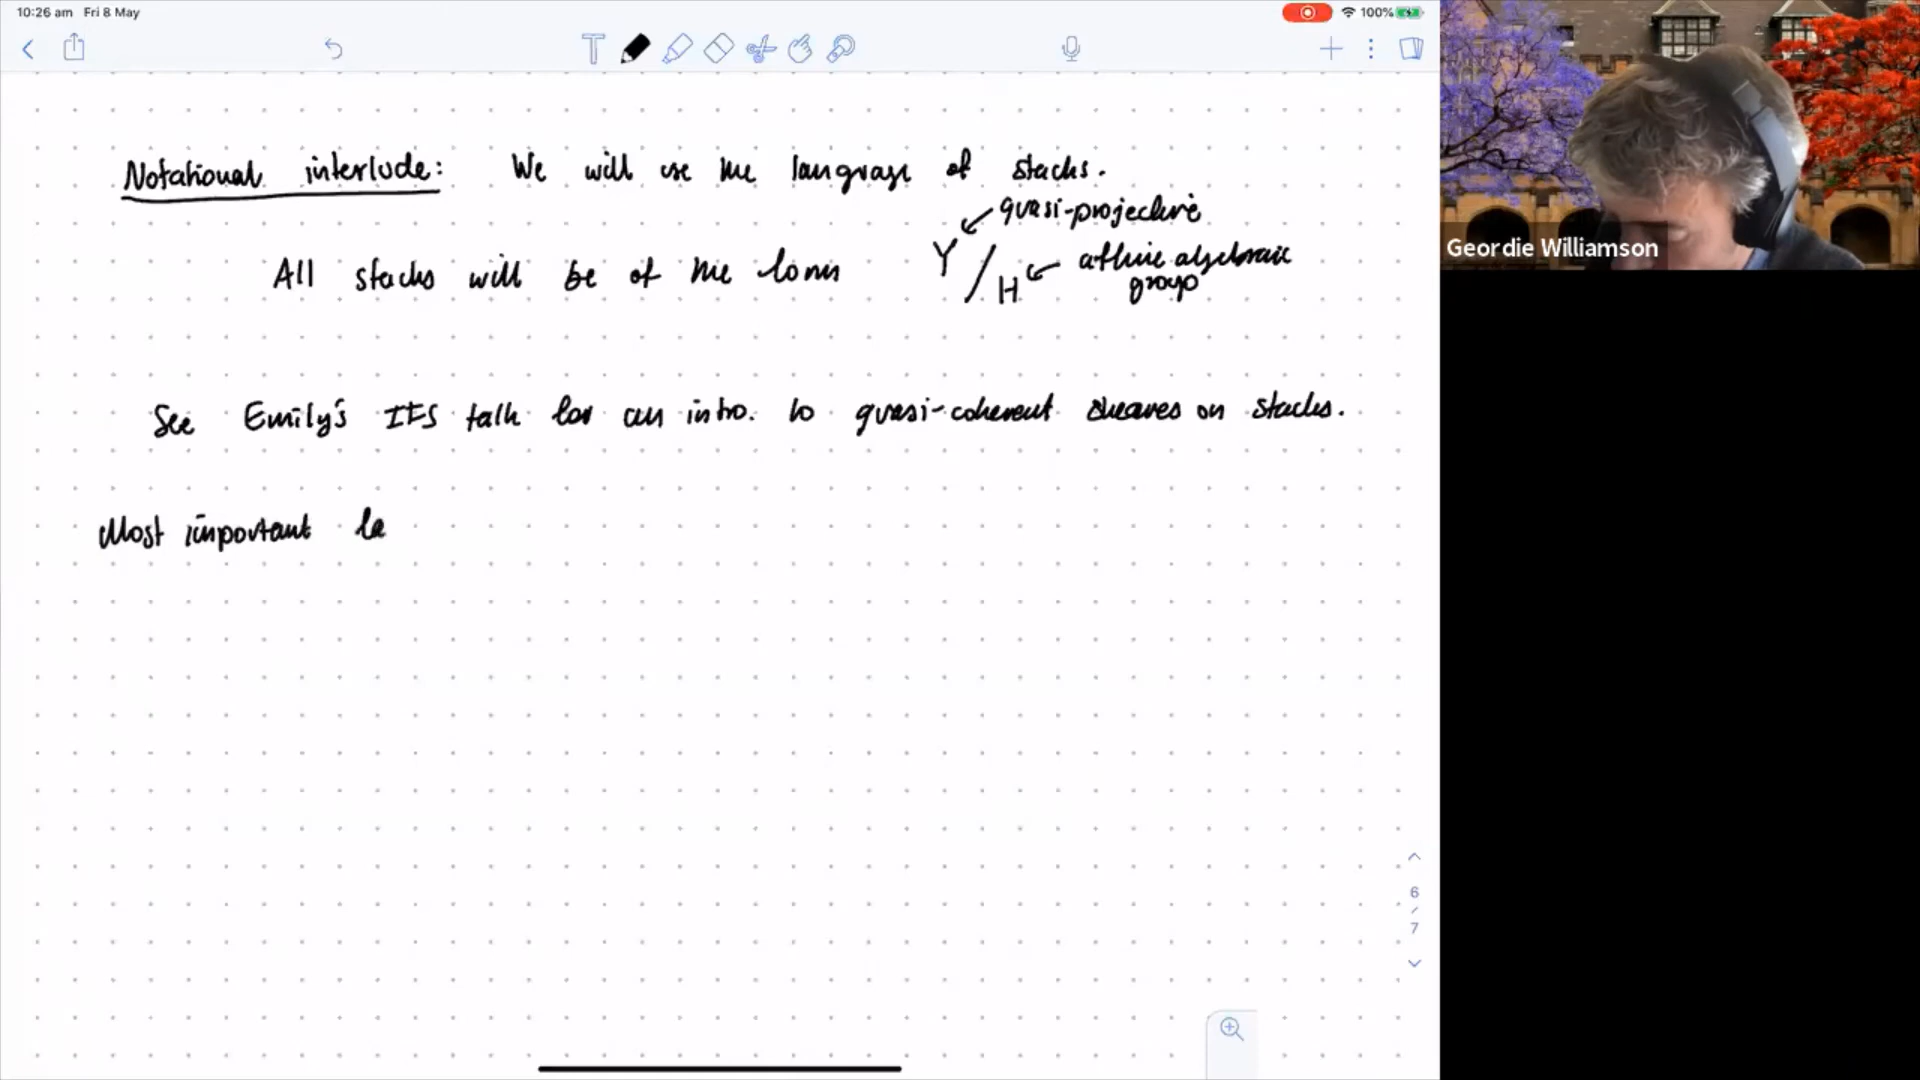 10:26 am Fri 8 May
100%
Notational interlude: We will use the language of stacks.
quasi-projective
All stacks will be of the form Y / H
affine algebraic
group
See Emily's IFS talk for an intro. to quasi-coherent sheaves on stacks.
Most important fa
Geordie Williamson
6
/
7